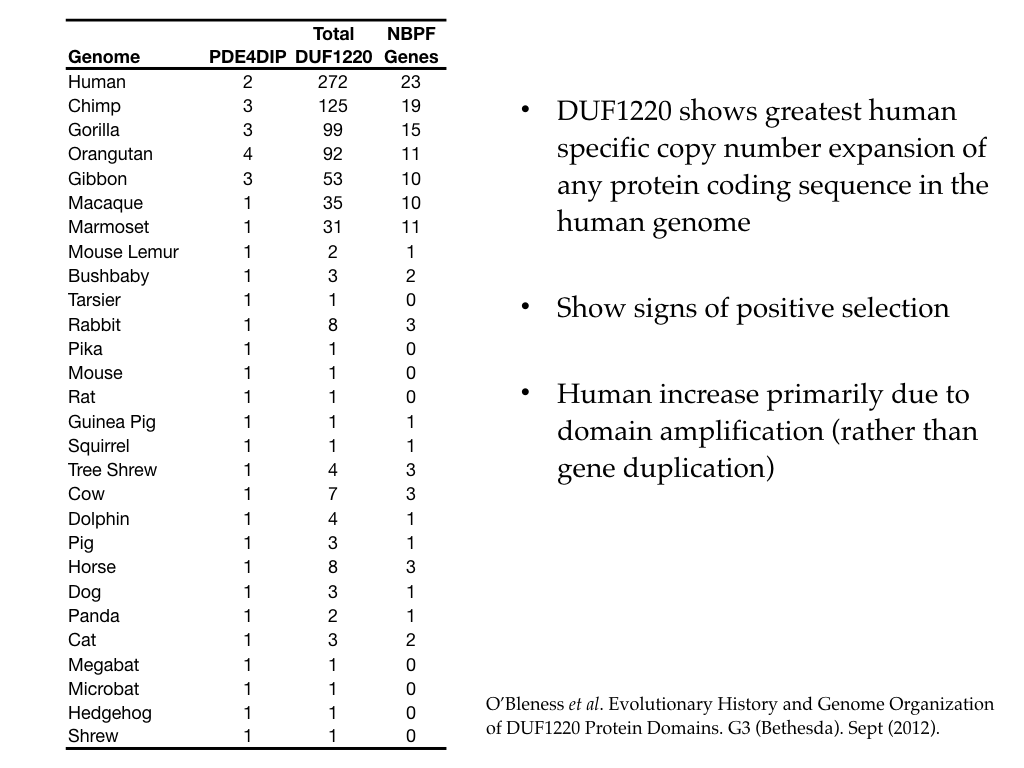 Total NBPF
Genome PDE4DIP DUF1220 Genes
Human 2 272 23
Chimp 3 125 19
Gorilla 3 99 15
Orangutan 4 92 11
Gibbon 3 53 10
Macaque 1 35 10
Marmoset 1 31 11
Mouse Lemur 1 2 1
Bushbaby 1 3 2
Tarsier 1 1 0
Rabbit 1 8 3
Pika 1 1 0
Mouse 1 1 0
Rat 1 1 0
Guinea Pig 1 1 1
Squirrel 1 1 1
Tree Shrew 1 4 3
Cow 1 7 3
Dolphin 1 4 1
Pig 1 3 1
Horse 1 8 3
Dog 1 3 1
Panda 1 2 1
Cat 1 3 2
Megabat 1 1 0
Microbat 1 1 0
Hedgehog 1 1 0
Shrew 1 1 0
• DUF1220 shows greatest human
specific copy number expansion of
any protein coding sequence in the
human genome
• Show signs of positive selection
• Human increase primarily due to
domain amplification (rather than
gene duplication)
O’Bleness et al. Evolutionary History and Genome Organization
of DUF1220 Protein Domains. G3 (Bethesda). Sept (2012).